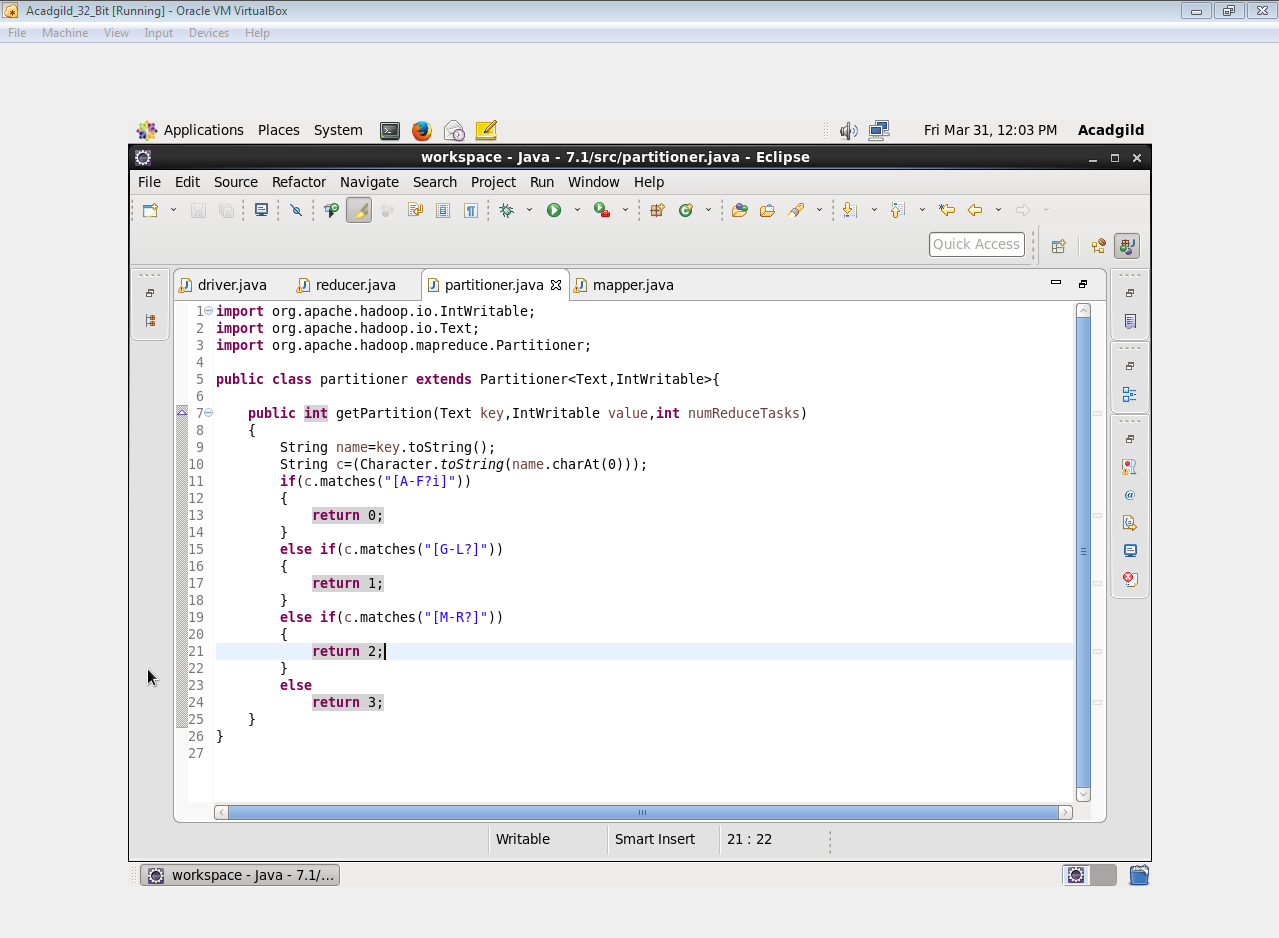 Acadgild_32_Bit [Running] - Oracle VM VirtualBox
File Machine View Input Devices Help
Applications Places System Fri Mar 31, 12:03 PM Acadgild
workspace - Java - 7.1/src/partitioner.java - Eclipse
File Edit Source Refactor Navigate Search Project Run Window Help
Quick Access
driver.java reducer.java partitioner.java mapper.java
1 import org.apache.hadoop.io.IntWritable;
2 import org.apache.hadoop.io.Text;
3 import org.apache.hadoop.mapreduce.Partitioner;
4
5 public class partitioner extends Partitioner<Text,IntWritable>{
6
7 public int getPartition(Text key,IntWritable value,int numReduceTasks)
8 {
9 String name=key.toString();
10 String c=(Character.toString(name.charAt(0)));
11 if(c.matches("[A-F?i]"))
12 {
13 return 0;
14 }
15 else if(c.matches("[G-L?]"))
16 {
17 return 1;
18 }
19 else if(c.matches("[M-R?]"))
20 {
21 return 2;
22 }
23 else
24 return 3;
25 }
26 }
27
Writable Smart Insert 21 : 22
workspace - Java - 7.1/...